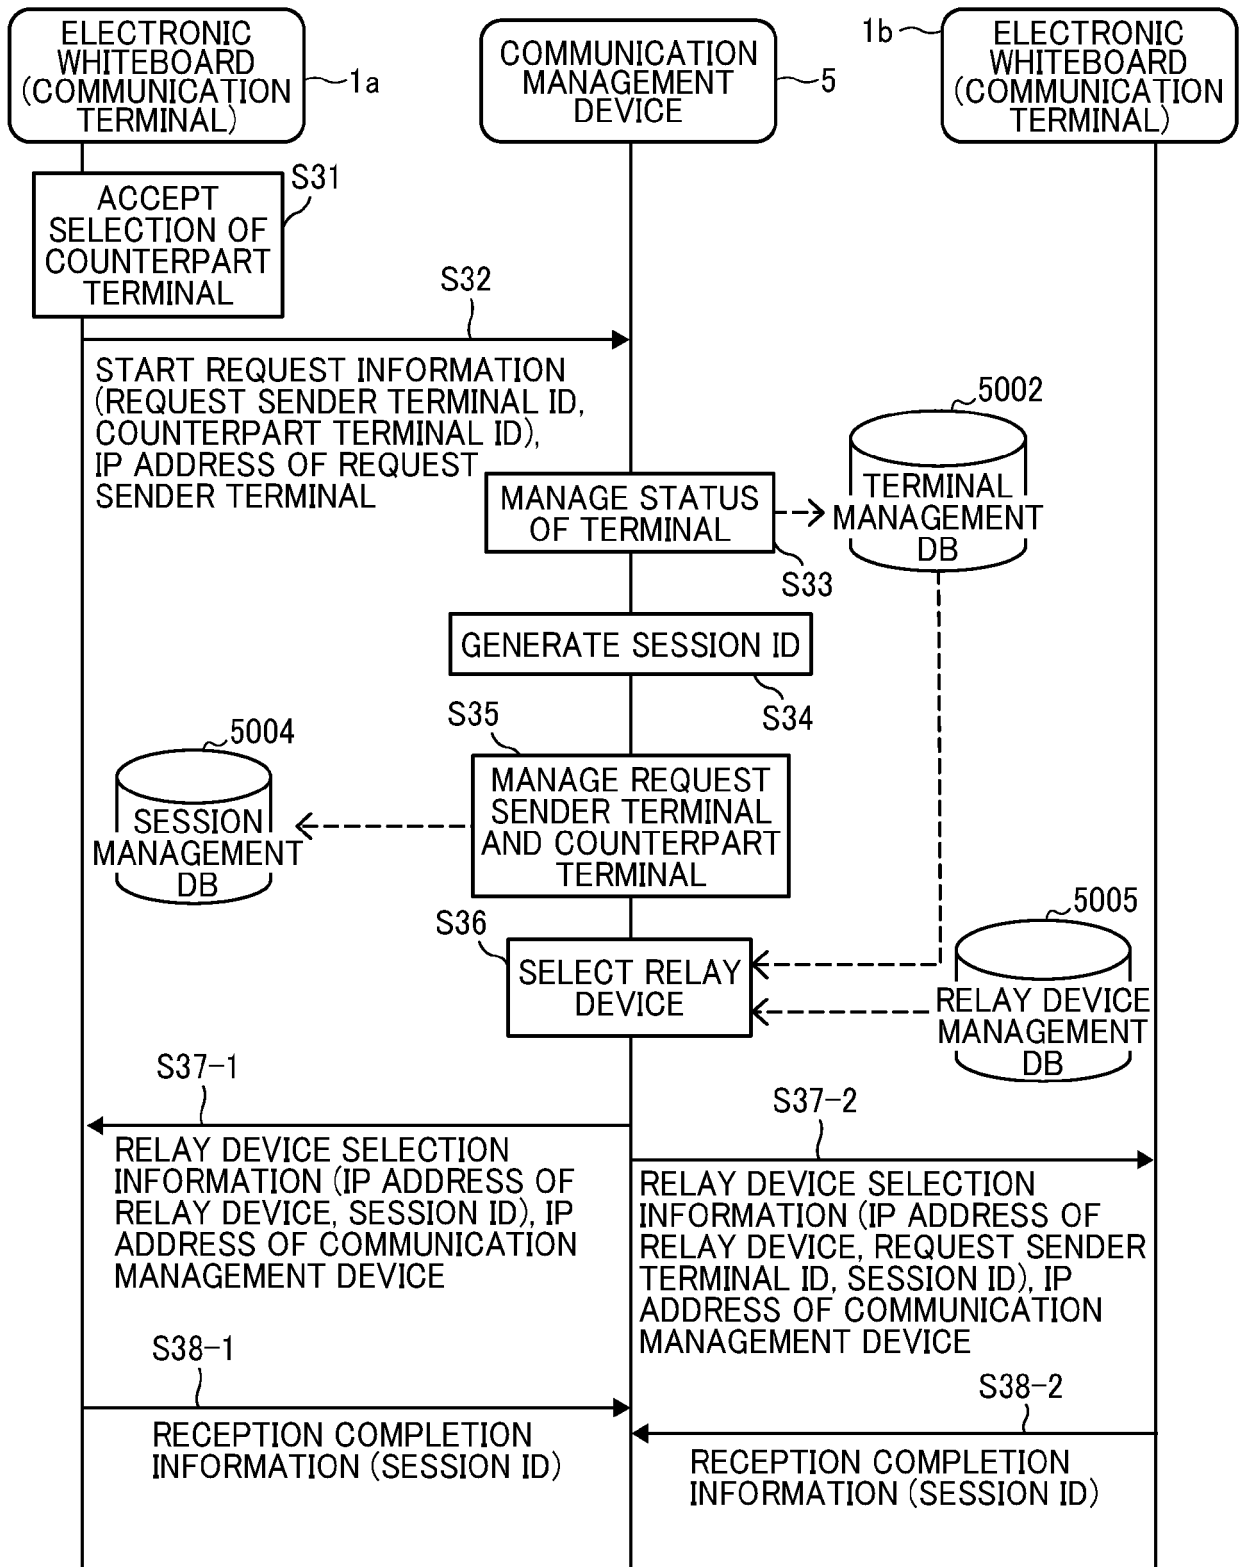 ELECTRONIC
WHITEBOARD
(COMMUNICATION
TERMINAL)
1a
COMMUNICATION
MANAGEMENT
DEVICE
5
1b
ELECTRONIC
WHITEBOARD
(COMMUNICATION
TERMINAL)
S31
ACCEPT
SELECTION OF
COUNTERPART
TERMINAL
S32
START REQUEST INFORMATION
(REQUEST SENDER TERMINAL ID,
COUNTERPART TERMINAL ID),
IP ADDRESS OF REQUEST
SENDER TERMINAL
5002
TERMINAL
MANAGEMENT
DB
MANAGE STATUS
OF TERMINAL
S33
GENERATE SESSION ID
S34
S35
5004
SESSION
MANAGEMENT
DB
MANAGE REQUEST
SENDER TERMINAL
AND COUNTERPART
TERMINAL
S36
SELECT RELAY
DEVICE
5005
RELAY DEVICE
MANAGEMENT
DB
S37-1
RELAY DEVICE SELECTION
INFORMATION (IP ADDRESS OF
RELAY DEVICE, SESSION ID), IP
ADDRESS OF COMMUNICATION
MANAGEMENT DEVICE
S37-2
RELAY DEVICE SELECTION
INFORMATION (IP ADDRESS OF
RELAY DEVICE, REQUEST SENDER
TERMINAL ID, SESSION ID), IP
ADDRESS OF COMMUNICATION
MANAGEMENT DEVICE
S38-1
RECEPTION COMPLETION
INFORMATION (SESSION ID)
S38-2
RECEPTION COMPLETION
INFORMATION (SESSION ID)